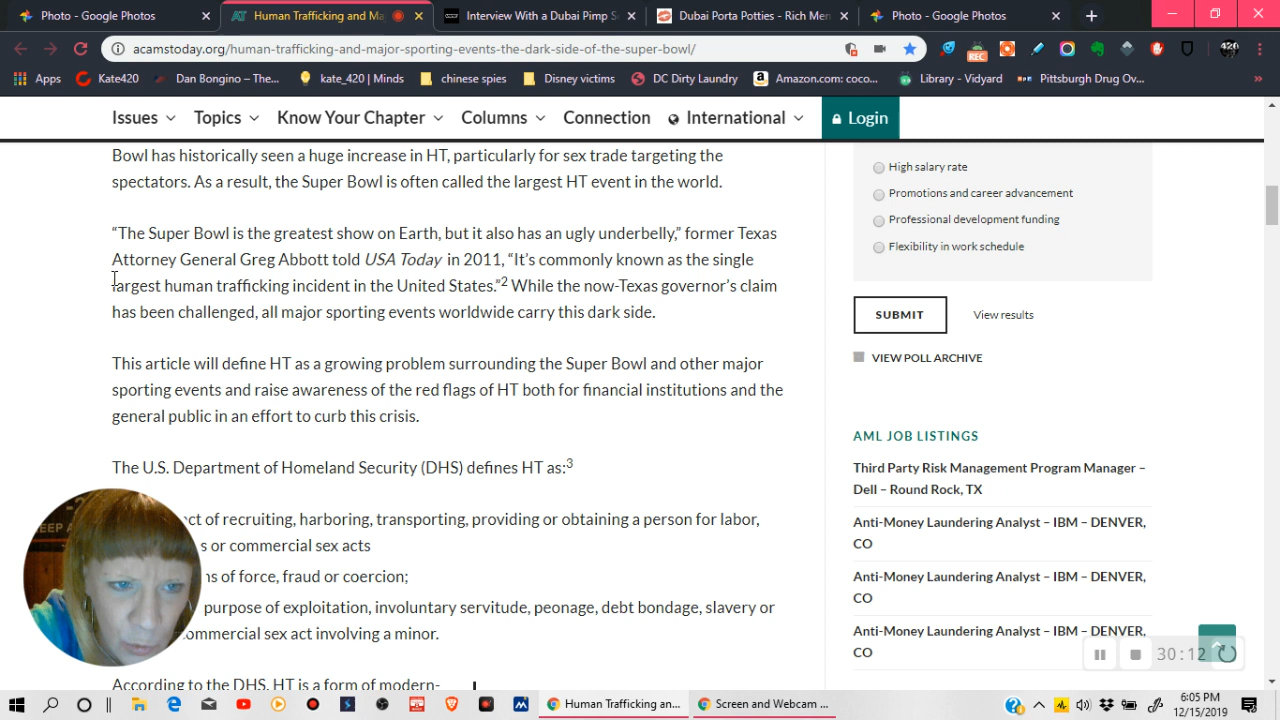 Photo - Google Photos
Human Trafficking and Ma
Interview With a Dubai Pimp S
Dubai Porta Potties - Rich Men
Photo - Google Photos
acamstoday.org/human-trafficking-and-major-sporting-events-the-dark-side-of-the-super-bowl/
REC
420
Apps
Kate420
Dan Bongino – The...
kate_420 | Minds
chinese spies
Disney victims
DC Dirty Laundry
Amazon.com: coco...
Library - Vidyard
Pittsburgh Drug Ov...
Issues
Topics
Know Your Chapter
Columns
Connection
International
Login
Bowl has historically seen a huge increase in HT, particularly for sex trade targeting the
spectators. As a result, the Super Bowl is often called the largest HT event in the world.
“The Super Bowl is the greatest show on Earth, but it also has an ugly underbelly,” former Texas
Attorney General Greg Abbott told USA Today in 2011, “It’s commonly known as the single
largest human trafficking incident in the United States.”2 While the now-Texas governor’s claim
has been challenged, all major sporting events worldwide carry this dark side.
This article will define HT as a growing problem surrounding the Super Bowl and other major
sporting events and raise awareness of the red flags of HT both for financial institutions and the
general public in an effort to curb this crisis.
The U.S. Department of Homeland Security (DHS) defines HT as:3
ct of recruiting, harboring, transporting, providing or obtaining a person for labor,
s or commercial sex acts
ns of force, fraud or coercion;
purpose of exploitation, involuntary servitude, peonage, debt bondage, slavery or
ommercial sex act involving a minor.
According to the DHS, HT is a form of modern-
High salary rate
Promotions and career advancement
Professional development funding
Flexibility in work schedule
SUBMIT
View results
VIEW POLL ARCHIVE
AML JOB LISTINGS
Third Party Risk Management Program Manager –
Dell – Round Rock, TX
Anti-Money Laundering Analyst – IBM – DENVER,
CO
Anti-Money Laundering Analyst – IBM – DENVER,
CO
Anti-Money Laundering Analyst – IBM – DENVER,
CO
30:12
Human Trafficking an...
Screen and Webcam ...
6:05 PM
12/15/2019